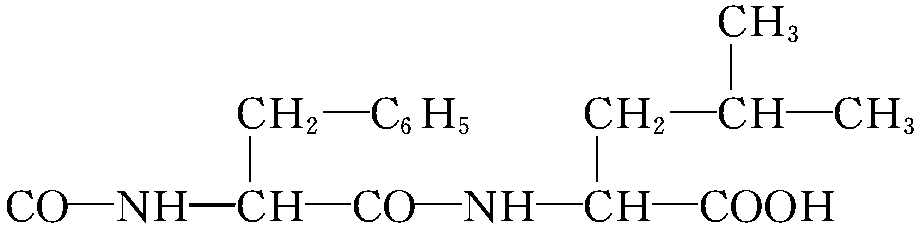 CH₃
CH₂—C₆H₅ CH₂—CH—CH₃
CO—NH—CH—CO—NH—CH—COOH